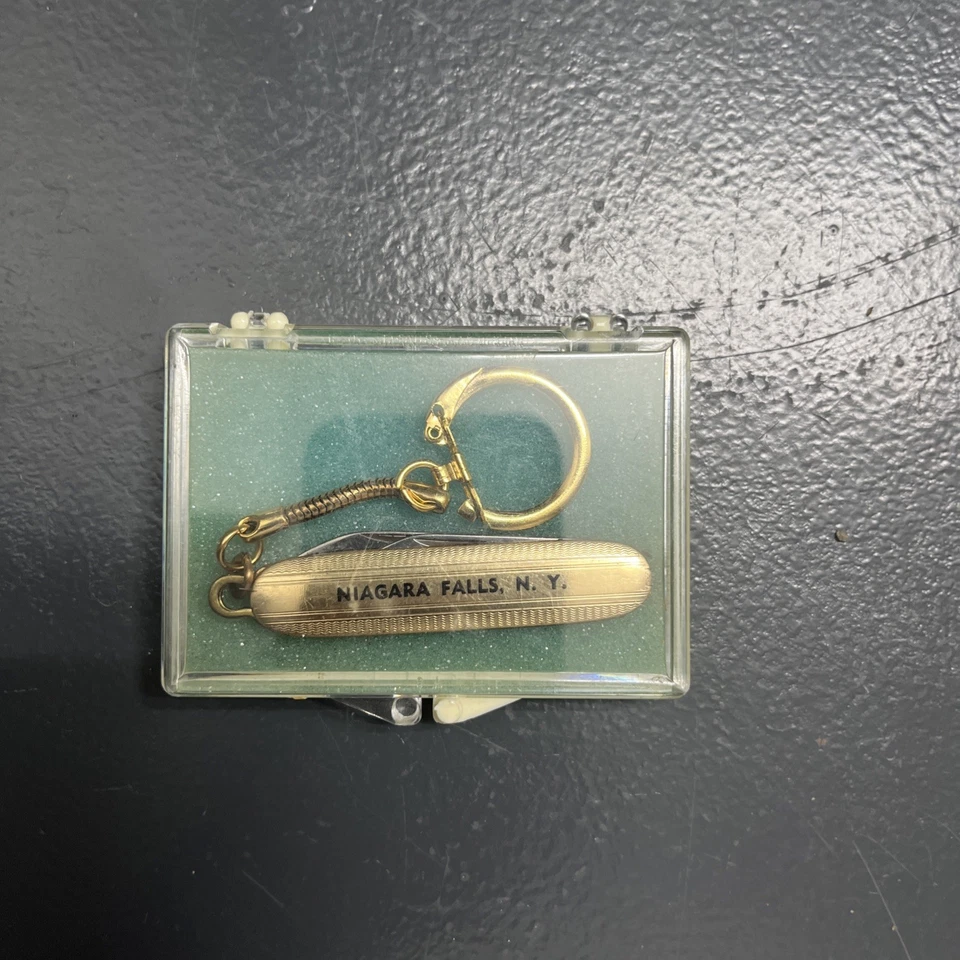 NIAGARA FALLS, N. Y.